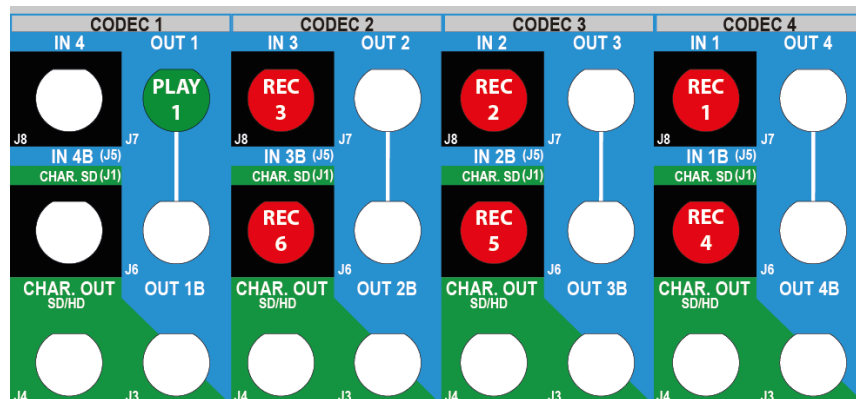 CODEC 1 CODEC 2 CODEC 3 CODEC 4
IN 4 OUT 1 IN 3 OUT 2 IN 2 OUT 3 IN 1 OUT 4
PLAY 1 REC 3 REC 2 REC 1
J8 J7 J8 J7 J8 J7 J8 J7
IN 4B (J5) IN 3B (J5) IN 2B (J5) IN 1B (J5)
CHAR. SD (J1) CHAR. SD (J1) CHAR. SD (J1) CHAR. SD (J1)
REC 6 REC 5 REC 4
J6 J6 J6 J6
CHAR. OUT OUT 1B CHAR. OUT OUT 2B CHAR. OUT OUT 3B CHAR. OUT OUT 4B
SD/HD SD/HD SD/HD SD/HD
J4 J3 J4 J3 J4 J3 J4 J3